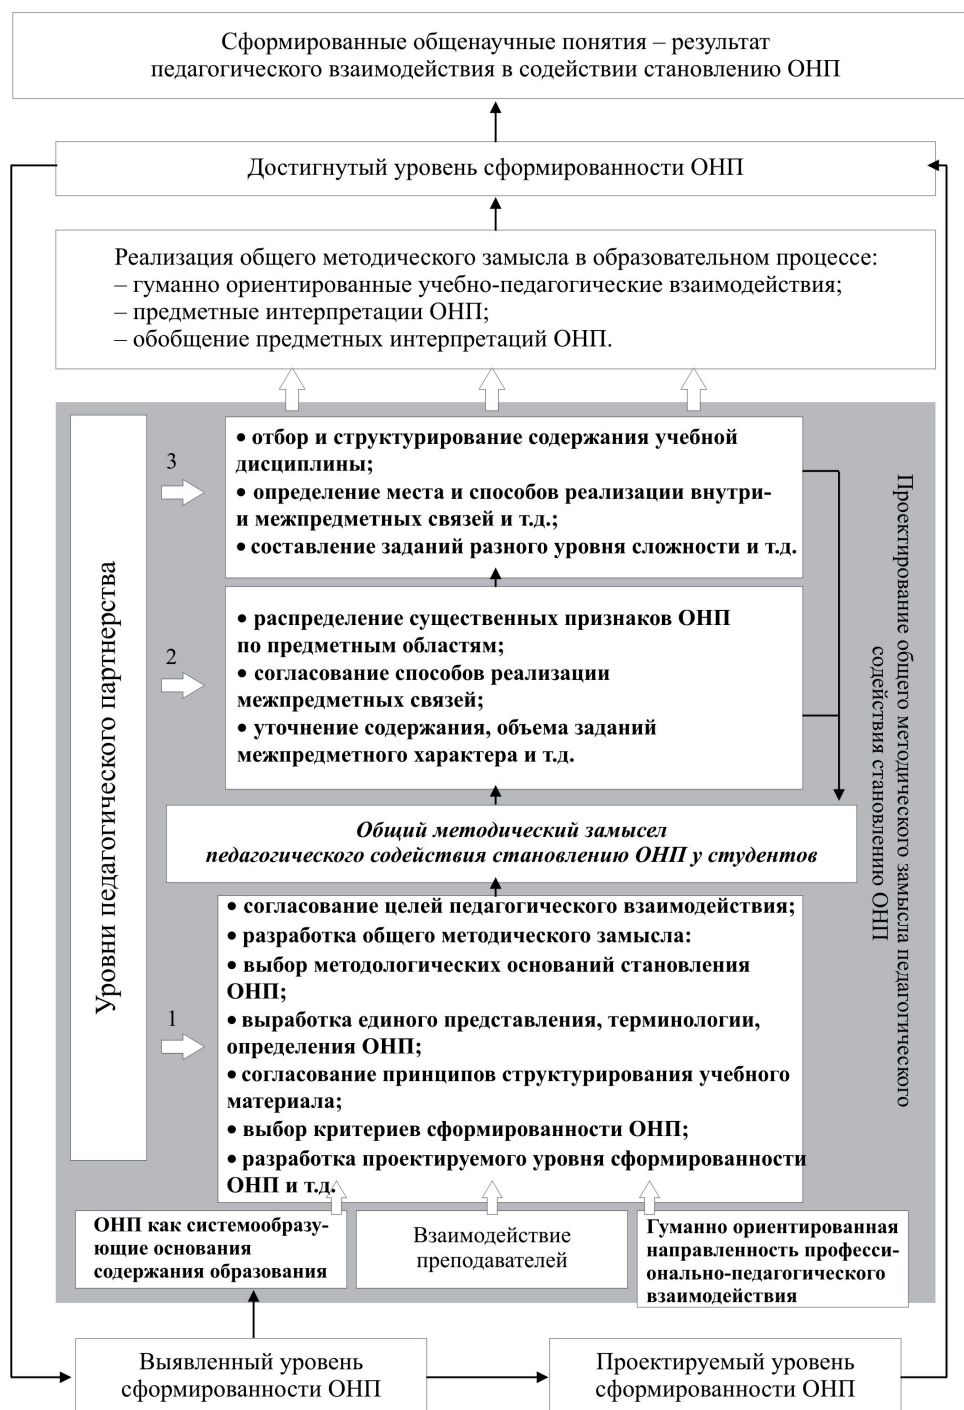 Сформированные общенаучные понятия – результат
педагогического взаимодействия в содействии становлению ОНП
Достигнутый уровень сформированности ОНП
Реализация общего методического замысла в образовательном процессе:
– гуманно ориентированные учебно-педагогические взаимодействия;
– предметные интерпретации ОНП;
– обобщение предметных интерпретаций ОНП.
Уровни педагогического партнерства
3
• отбор и структурирование содержания учебной
дисциплины;
• определение места и способов реализации внутри-
и межпредметных связей и т.д.;
• составление заданий разного уровня сложности и т.д.
2
• распределение существенных признаков ОНП
по предметным областям;
• согласование способов реализации
межпредметных связей;
• уточнение содержания, объема заданий
межпредметного характера и т.д.
Общий методический замысел
педагогического содействия становлению ОНП у студентов
1
• согласование целей педагогического взаимодействия;
• разработка общего методического замысла:
• выбор методологических оснований становления
ОНП;
• выработка единого представления, терминологии,
определения ОНП;
• согласование принципов структурирования учебного
материала;
• выбор критериев сформированности ОНП;
• разработка проектируемого уровня сформированности
ОНП и т.д.
Проектирование общего методического замысла педагогического
содействия становлению ОНП
ОНП как системообразу-
ющие основания
содержания образования
Взаимодействие
преподавателей
Гуманно ориентированная
направленность професси-
онально-педагогического
взаимодействия
Выявленный уровень
сформированности ОНП
Проектируемый уровень
сформированности ОНП